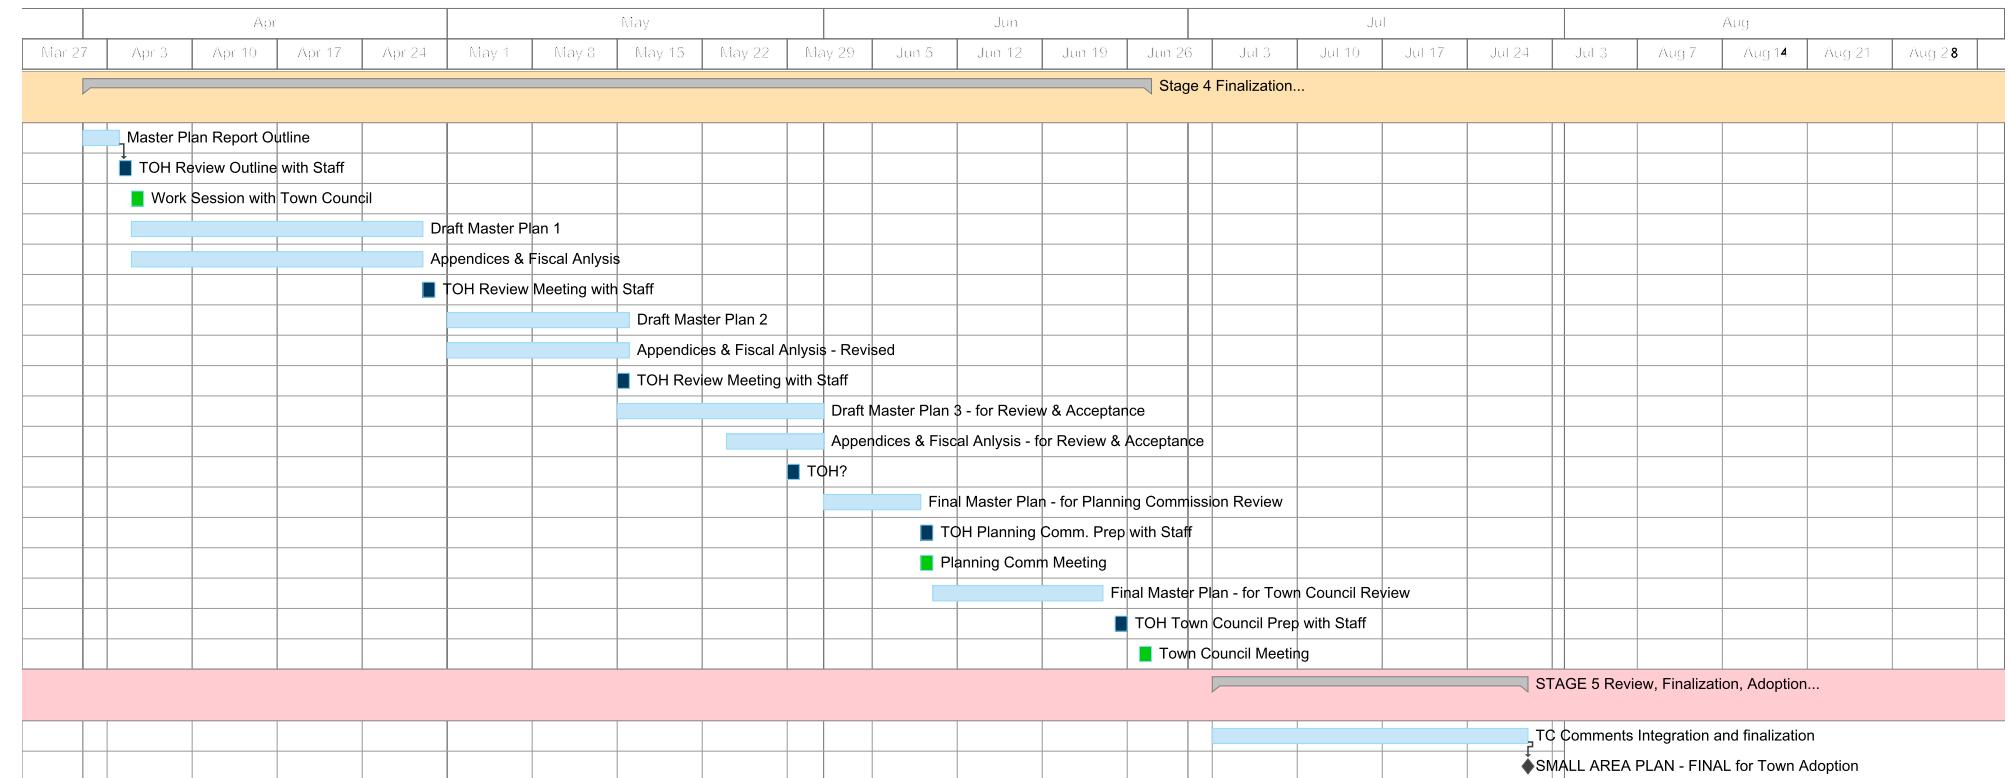 Apr May Jun Jul Aug
Mar 27 Apr 3 Apr 10 Apr 17 Apr 24 May 1 May 8 May 15 May 22 May 29 Jun 5 Jun 12 Jun 19 Jun 26 Jul 3 Jul 10 Jul 17 Jul 24 Jul 3 Aug 7 Aug 14 Aug 21 Aug 28
Stage 4 Finalization...
Master Plan Report Outline
TOH Review Outline with Staff
Work Session with Town Council
Draft Master Plan 1
Appendices & Fiscal Anlysis
TOH Review Meeting with Staff
Draft Master Plan 2
Appendices & Fiscal Anlysis - Revised
TOH Review Meeting with Staff
Draft Master Plan 3 - for Review & Acceptance
Appendices & Fiscal Anlysis - for Review & Acceptance
TOH?
Final Master Plan - for Planning Commission Review
TOH Planning Comm. Prep with Staff
Planning Comm Meeting
Final Master Plan - for Town Council Review
TOH Town Council Prep with Staff
Town Council Meeting
STAGE 5 Review, Finalization, Adoption...
TC Comments Integration and finalization
SMALL AREA PLAN - FINAL for Town Adoption